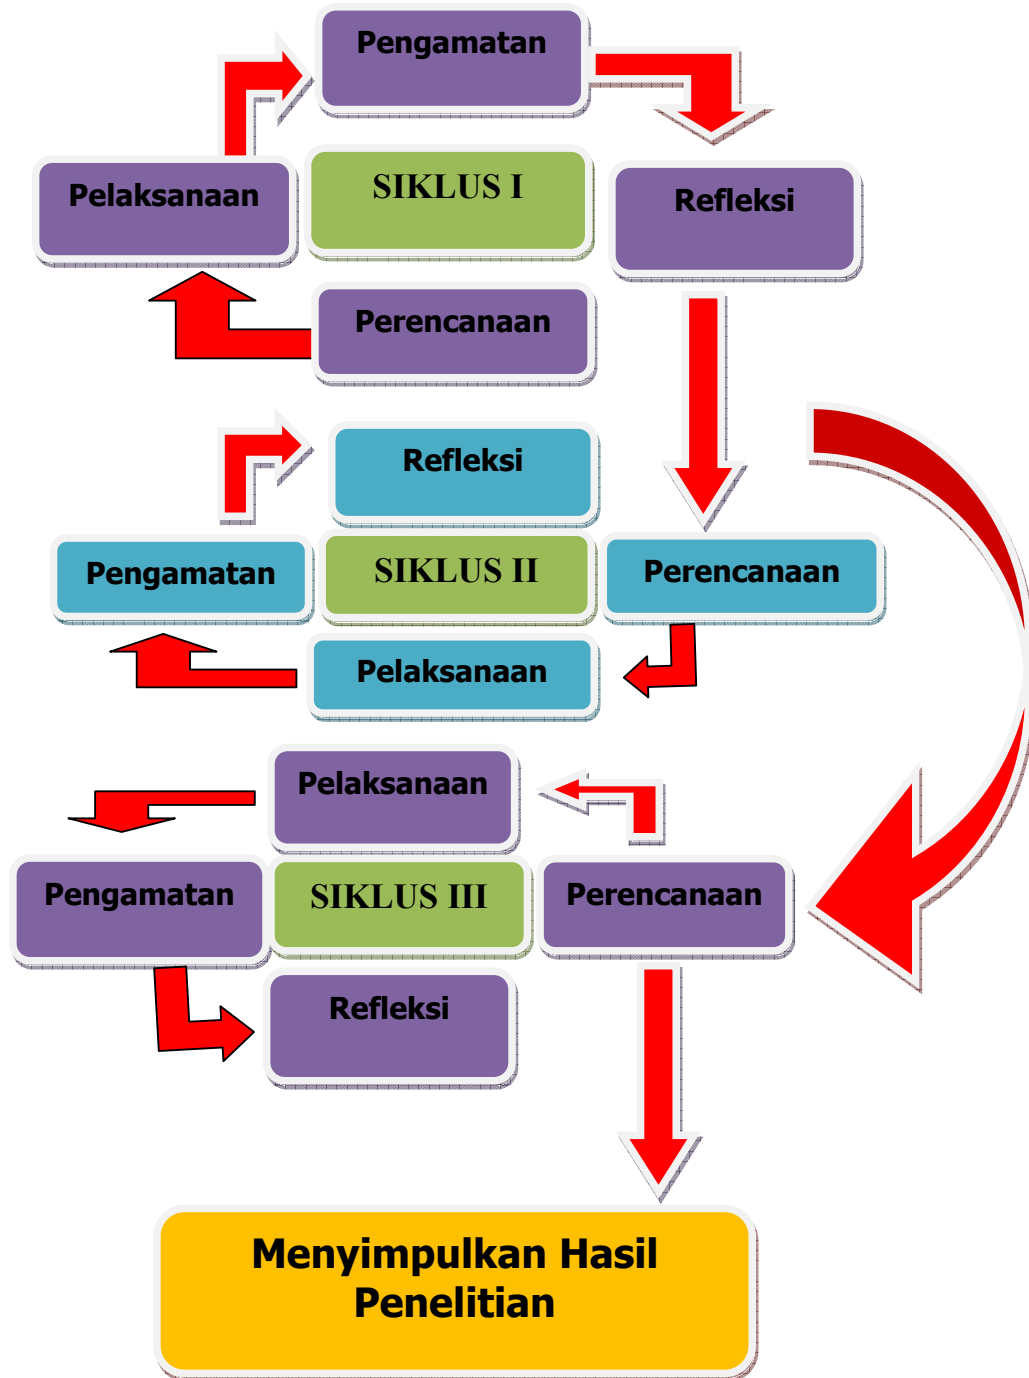 Pengamatan
Pelaksanaan
SIKLUS I
Refleksi
Perencanaan
Refleksi
Pengamatan
SIKLUS II
Perencanaan
Pelaksanaan
Pelaksanaan
Pengamatan
SIKLUS III
Perencanaan
Refleksi
Menyimpulkan Hasil
Penelitian